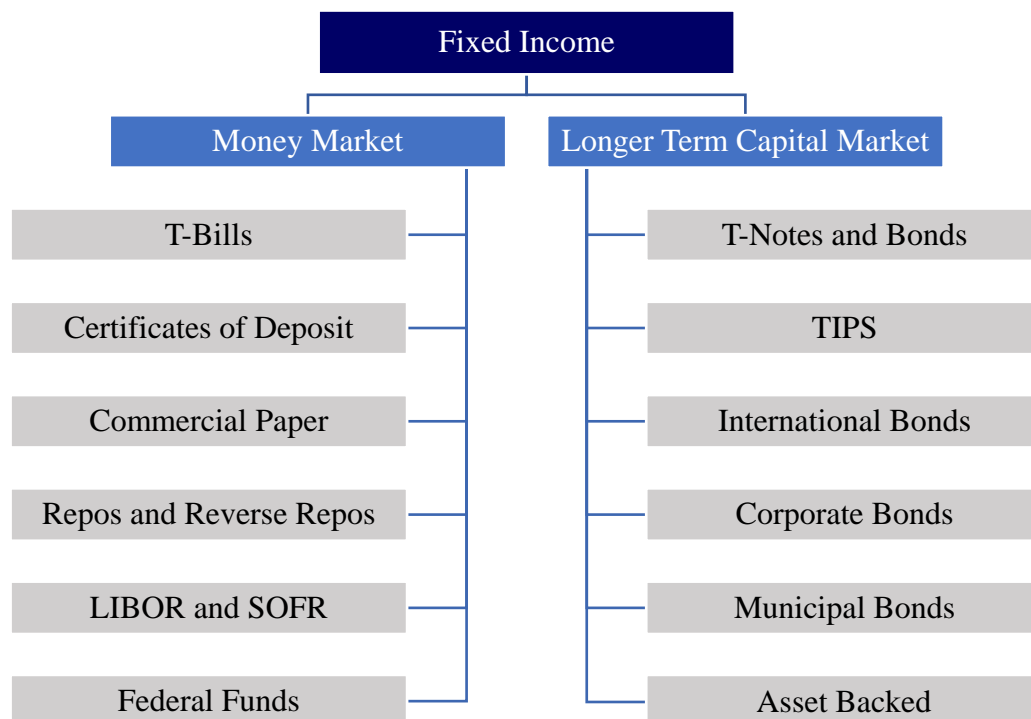 Fixed Income
Money Market
Longer Term Capital Market
T-Bills
T-Notes and Bonds
Certificates of Deposit
TIPS
Commercial Paper
International Bonds
Repos and Reverse Repos
Corporate Bonds
LIBOR and SOFR
Municipal Bonds
Federal Funds
Asset Backed